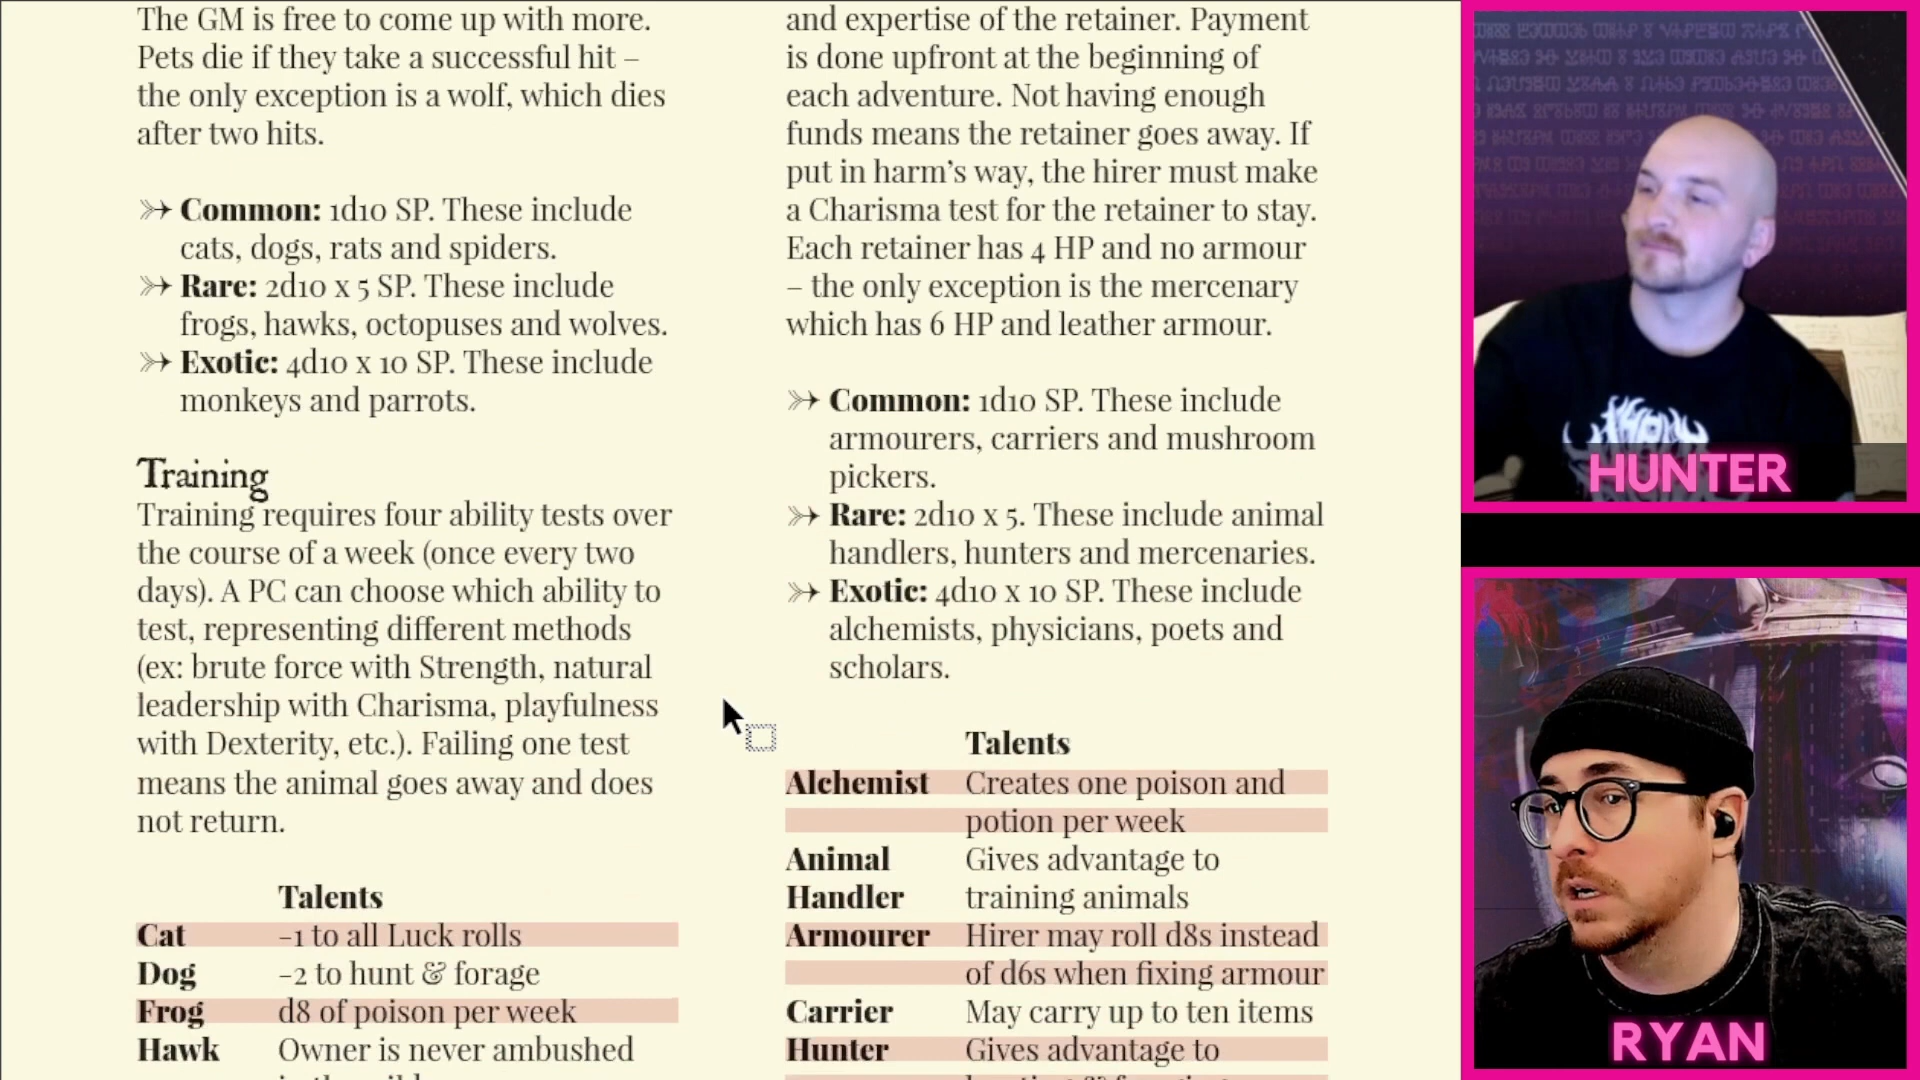 The GM is free to come up with more.
Pets die if they take a successful hit –
the only exception is a wolf, which dies
after two hits.
Common: 1d10 SP. These include
cats, dogs, rats and spiders.
Rare: 2d10 x 5 SP. These include
frogs, hawks, octopuses and wolves.
Exotic: 4d10 x 10 SP. These include
monkeys and parrots.
Training
Training requires four ability tests over
the course of a week (once every two
days). A PC can choose which ability to
test, representing different methods
(ex: brute force with Strength, natural
leadership with Charisma, playfulness
with Dexterity, etc.). Failing one test
means the animal goes away and does
not return.
Talents
Cat -1 to all Luck rolls
Dog -2 to hunt & forage
Frog d8 of poison per week
Hawk Owner is never ambushed
and expertise of the retainer. Payment
is done upfront at the beginning of
each adventure. Not having enough
funds means the retainer goes away. If
put in harm’s way, the hirer must make
a Charisma test for the retainer to stay.
Each retainer has 4 HP and no armour
– the only exception is the mercenary
which has 6 HP and leather armour.
Common: 1d10 SP. These include
armourers, carriers and mushroom
pickers.
Rare: 2d10 x 5. These include animal
handlers, hunters and mercenaries.
Exotic: 4d10 x 10 SP. These include
alchemists, physicians, poets and
scholars.
Talents
Alchemist Creates one poison and
potion per week
Animal Gives advantage to
Handler training animals
Armourer Hirer may roll d8s instead
of d6s when fixing armour
Carrier May carry up to ten items
Hunter Gives advantage to
HUNTER
RYAN